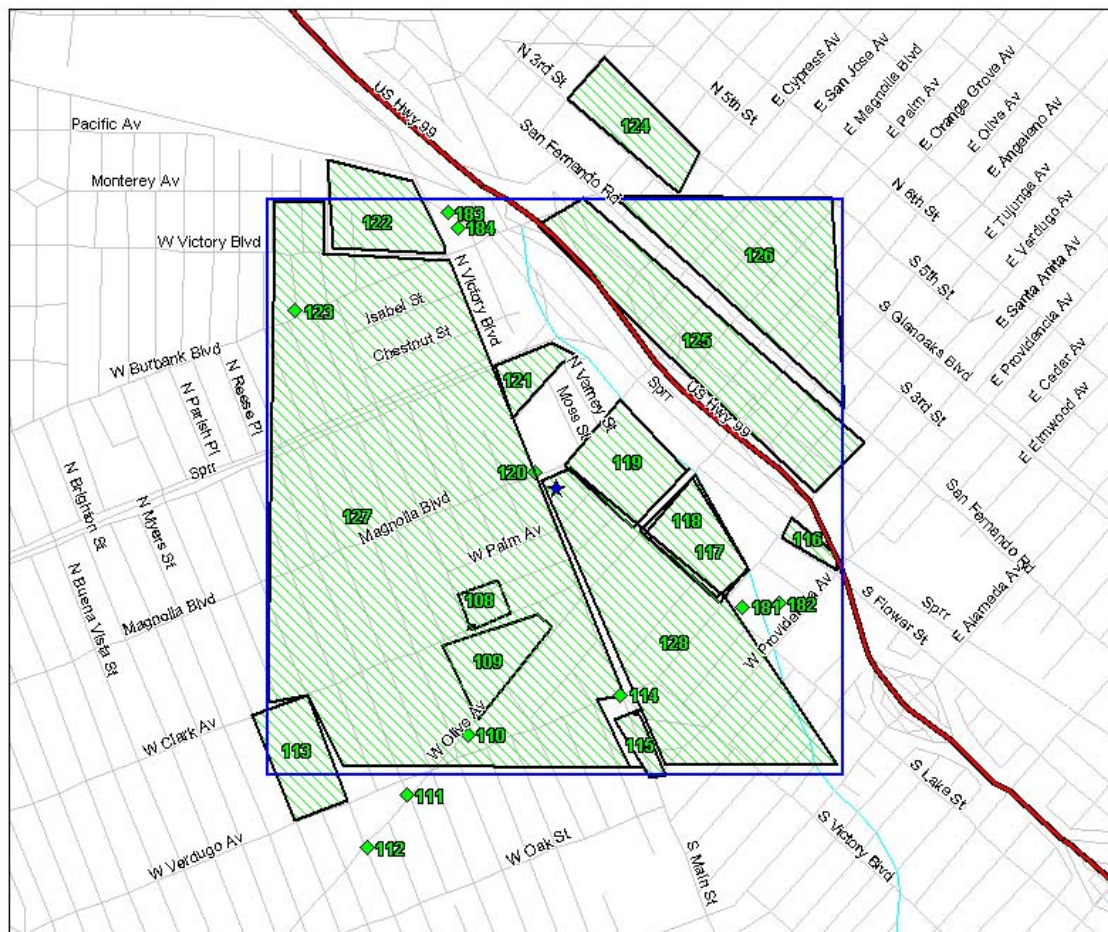 N 3rd St
E Cypress Av
E San Jose Av
E Magnolia Blvd
E Palm Av
E Orange Grove Av
E Olive Av
E Angeleno Av
E Tujunga Av
E Verdugo Av
E Santa Anita Av
E Providencia Av
E Cedar Av
E Elmwood Av
N 5th St
US Hwy 99
124
San Fernando Rd
Pacific Av
Monterey Av
N 6th St
183
184
122
W Victory Blvd
126
S 5th St
N Victory Blvd
123
Isabel St
Chestnut St
S Glenoaks Blvd
125
W Burbank Blvd
N Reese Pl
N Parish Pl
121
N Varney St
Moss St
Sprr
US Hwy 99
S 3rd St
119
120
Sprr
N Brighton St
N Myers St
127
Magnolia Blvd
118
117
116
San Fernando Rd
W Palm Av
108
N Buena Vista St
Magnolia Blvd
181
182
W Providencia Av
S Flower St
Sprr
E Alameda Av
109
128
114
W Clark Av
113
W Olive Av
110
115
111
S Lake St
112
W Verdugo Av
W Oak St
S Main St
S Victory Blvd